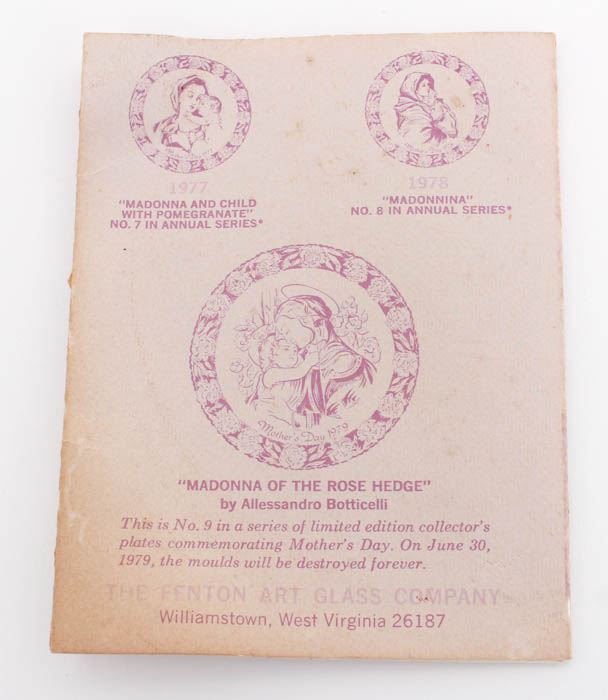 1977
"MADONNA AND CHILD
WITH POMEGRANATE"
NO. 7 IN ANNUAL SERIES*
1978
"MADONNINA"
NO. 8 IN ANNUAL SERIES*
Mother's Day 1979
"MADONNA OF THE ROSE HEDGE"
by Allessandro Botticelli
This is No. 9 in a series of limited edition collector's
plates commemorating Mother's Day. On June 30,
1979, the moulds will be destroyed forever.
THE FENTON ART GLASS COMPANY
Williamstown, West Virginia 26187